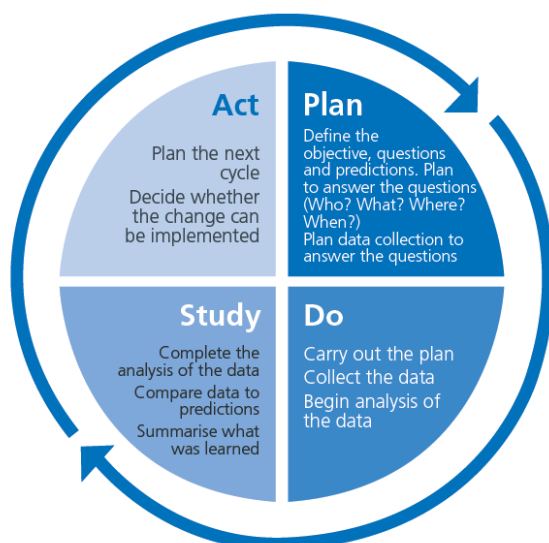 Act
Plan the next
cycle
Decide whether
the change can
be implemented
Plan
Define the
objective, questions
and predictions. Plan
to answer the questions
(Who? What? Where?
When?)
Plan data collection to
answer the questions
Study
Complete the
analysis of the data
Compare data to
predictions
Summarise what
was learned
Do
Carry out the plan
Collect the data
Begin analysis of
the data